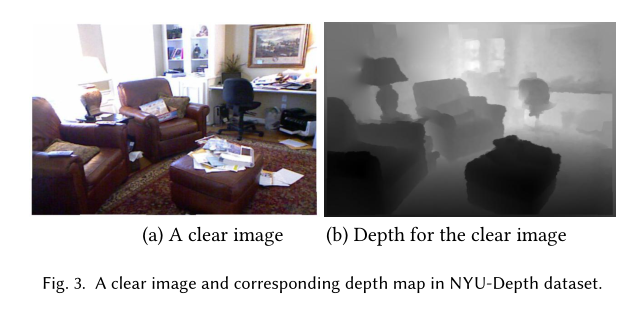 (a) A clear image
(b) Depth for the clear image
Fig. 3. A clear image and corresponding depth map in NYU-Depth dataset.